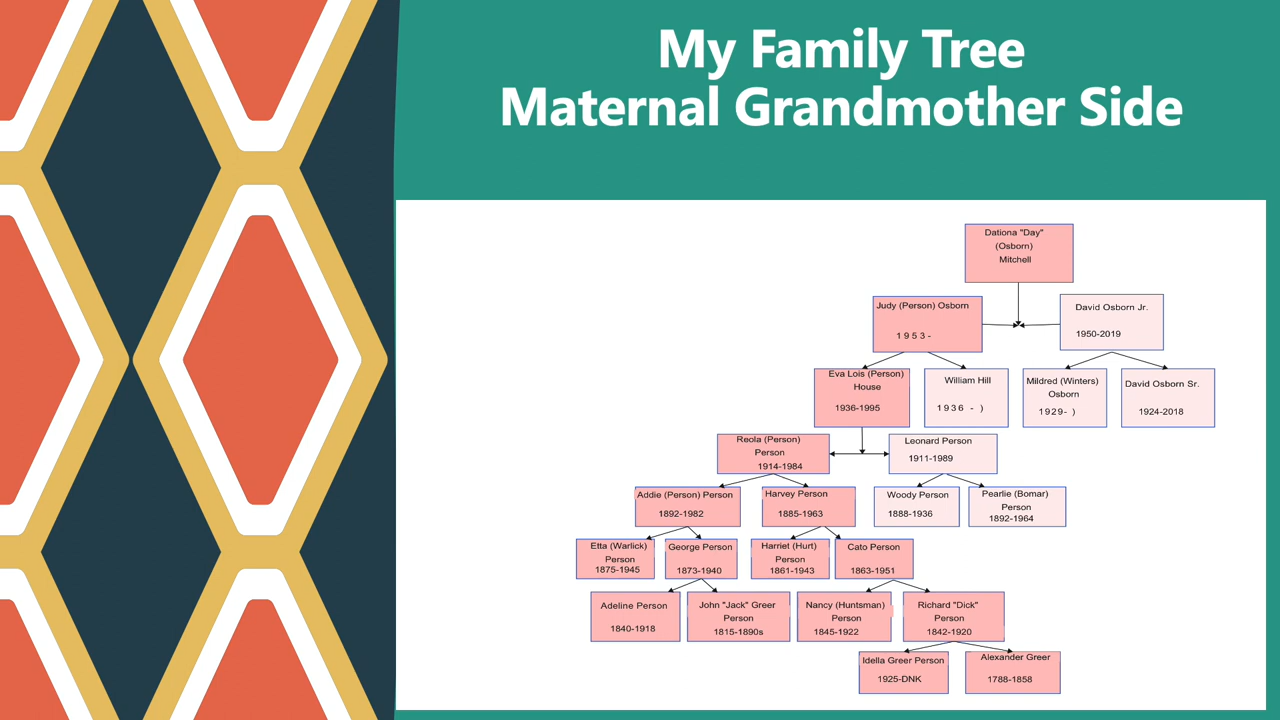 My Family Tree
Maternal Grandmother Side
Dationa "Day"
(Osborn)
Mitchell
Judy (Person) Osborn
1953-
David Osborn Jr.
1950-2019
Eva Lois (Person)
House
1936-1995
William Hill
1936 - )
Mildred (Winters)
Osborn
1929- )
David Osborn Sr.
1924-2018
Reola (Person)
Person
1914-1984
Leonard Person
1911-1989
Addie (Person) Person
1892-1982
Harvey Person
1885-1963
Woody Person
1888-1936
Pearlie (Bomar)
Person
1892-1964
Etta (Warlick)
Person
1875-1945
George Person
1873-1940
Harriet (Hurt)
Person
1861-1943
Cato Person
1863-1951
Adeline Person
1840-1918
John "Jack" Greer
Person
1815-1890s
Nancy (Huntsman)
Person
1845-1922
Richard "Dick"
Person
1842-1920
Idella Greer Person
1925-DNK
Alexander Greer
1788-1858